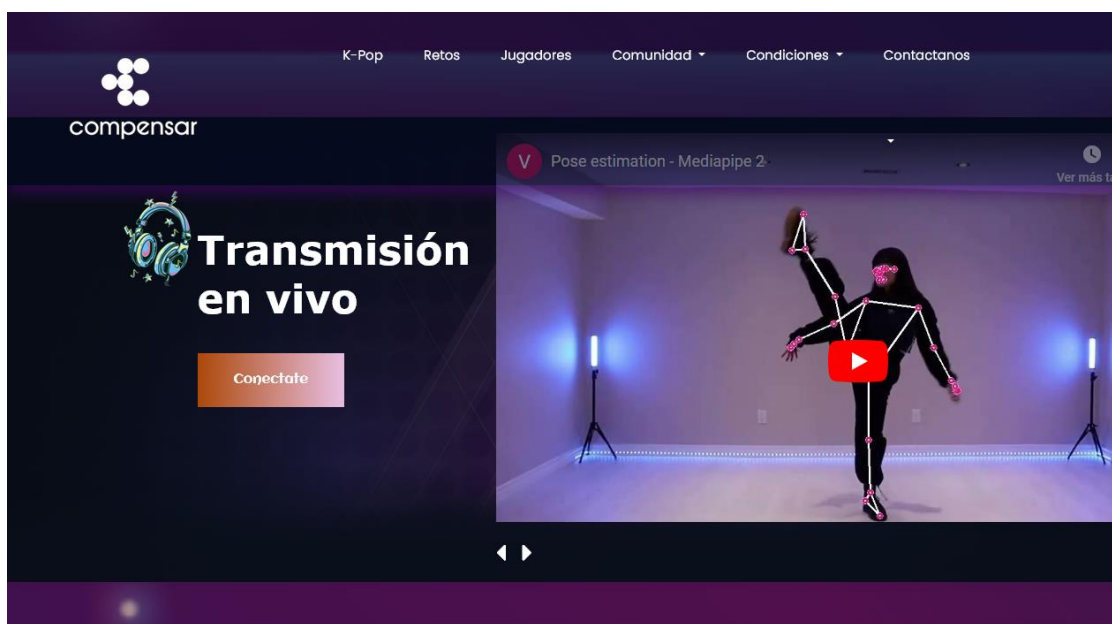 K-Pop Retos Jugadores Comunidad Condiciones Contactanos
compensar
V Pose estimation - Mediapipe 2
Ver más
Transmisión
en vivo
Conectate